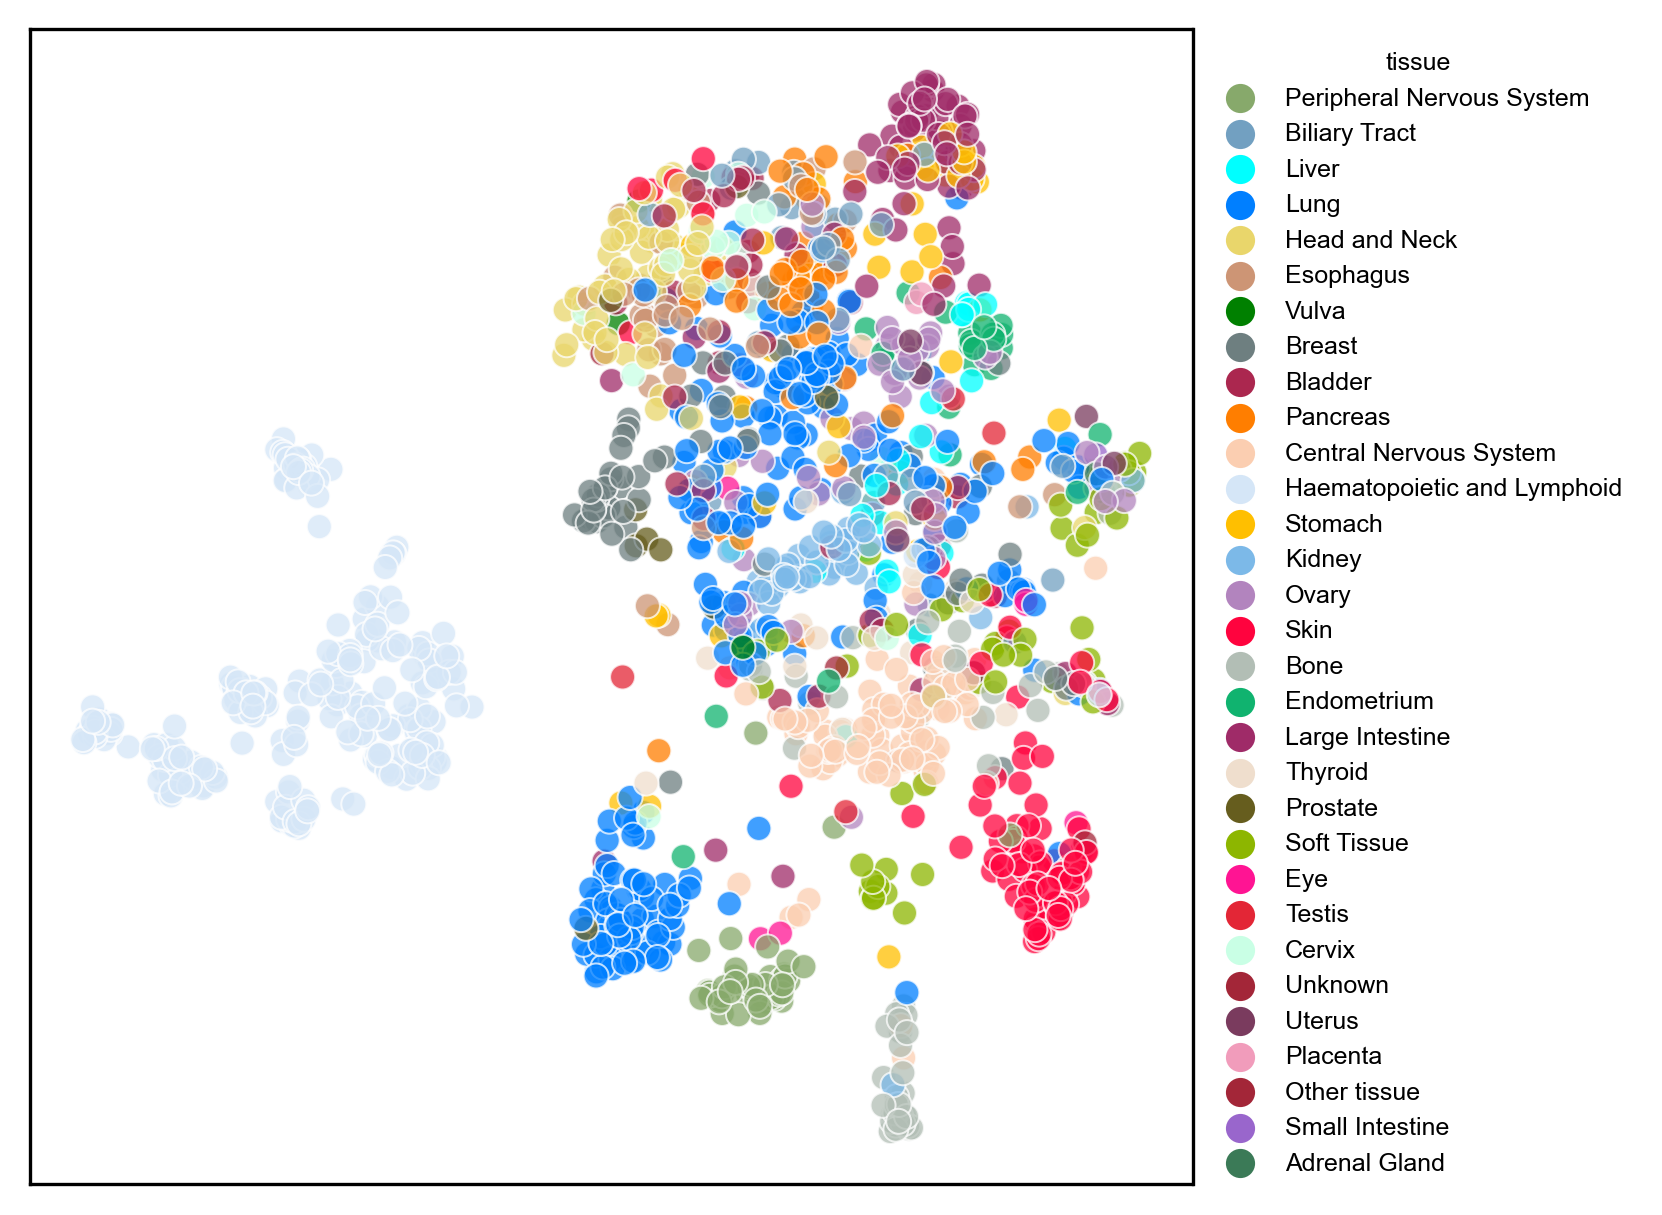 tissue
Peripheral Nervous System
Biliary Tract
Liver
Lung
Head and Neck
Esophagus
Vulva
Breast
Bladder
Pancreas
Central Nervous System
Haematopoietic and Lymphoid
Stomach
Kidney
Ovary
Skin
Bone
Endometrium
Large Intestine
Thyroid
Prostate
Soft Tissue
Eye
Testis
Cervix
Unknown
Uterus
Placenta
Other tissue
Small Intestine
Adrenal Gland